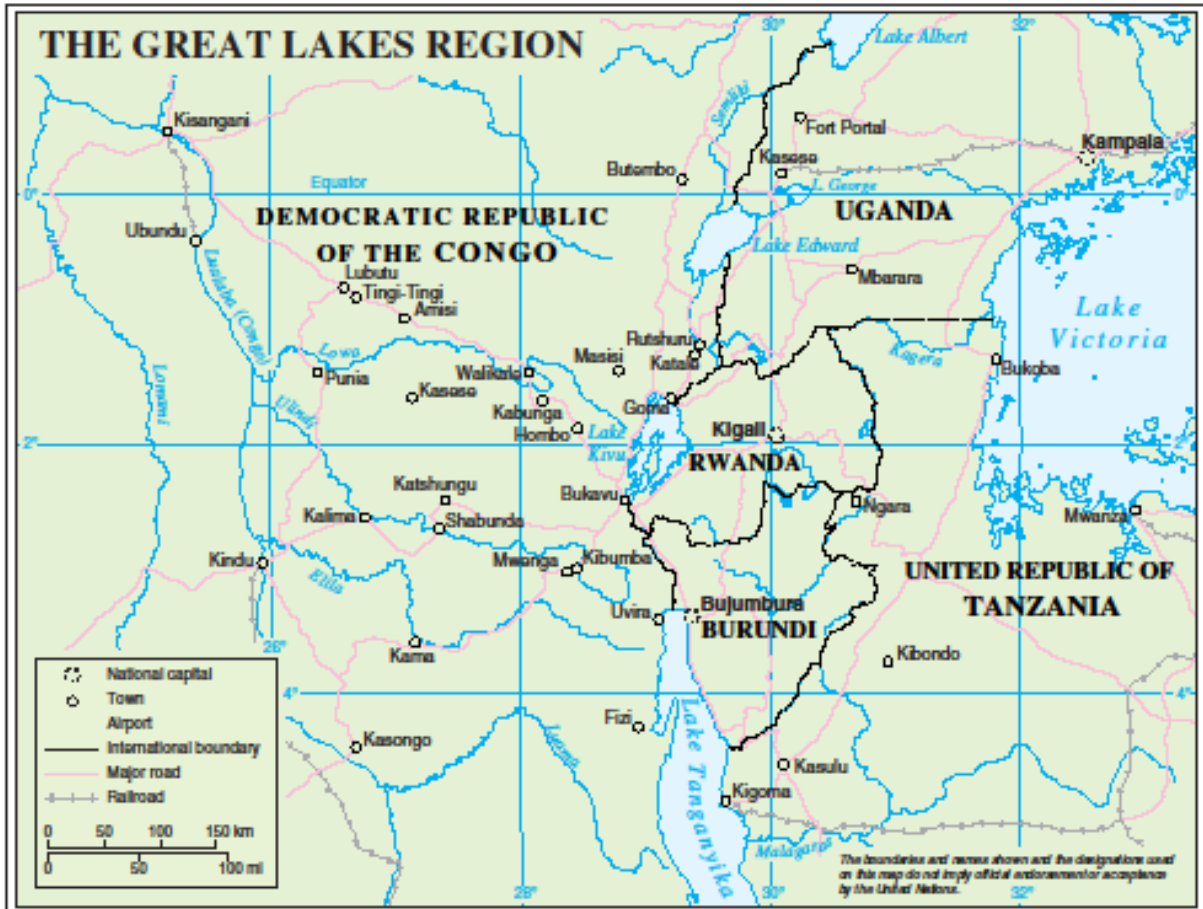 THE GREAT LAKES REGION
30°
32°
Lake Albert
Kisangani
Semliki
Fort Portal
Kampala
Butembo
Kasese
Equator
0°
L. George
0°
DEMOCRATIC REPUBLIC
OF THE CONGO
UGANDA
Ubundu
Lake Edward
Mbarara
Lualaba (Congo)
Lubutu
Tingi-Tingi
Amisi
Lake
Victoria
Rutshuru
Lowa
Masisi
Katale
Kagera
Bukoba
Lomami
Punia
Walikale
Kasese
Ulindi
Kabunga
Goma
Hombo
Lake
Kivu
Kigali
2°
2°
RWANDA
Katshungu
Bukavu
Ngara
Kalima
Shabunda
Mwanza
Kindu
Elila
Mwenga
Kibumba
UNITED REPUBLIC OF
TANZANIA
Uvira
Bujumbura
BURUNDI
26°
Kama
Kibondo
National capital
Town
Airport
International boundary
Major road
Railroad
0 50 100 150 km
0 50 100 mi
4°
4°
Fizi
Luama
Lake Tanganyika
Kasongo
Kasulu
Kigoma
Malagarasi
28°
30°
32°
The boundaries and names shown and the designations used
on this map do not imply official endorsement or acceptance
by the United Nations.